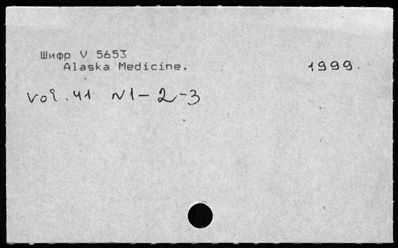 Шифр V 5653
Alaska Medicine. 1999.
vol. 41 N1-2-3